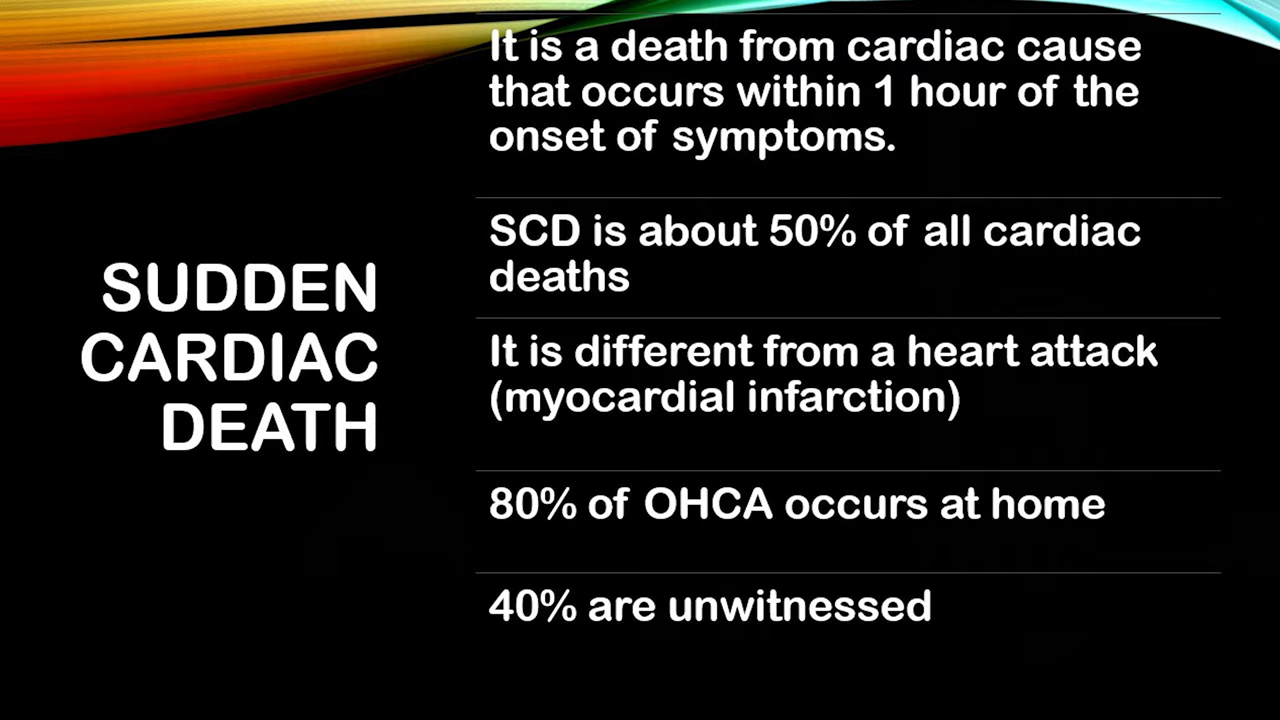 SUDDEN
CARDIAC
DEATH
It is a death from cardiac cause
that occurs within 1 hour of the
onset of symptoms.
SCD is about 50% of all cardiac
deaths
It is different from a heart attack
(myocardial infarction)
80% of OHCA occurs at home
40% are unwitnessed